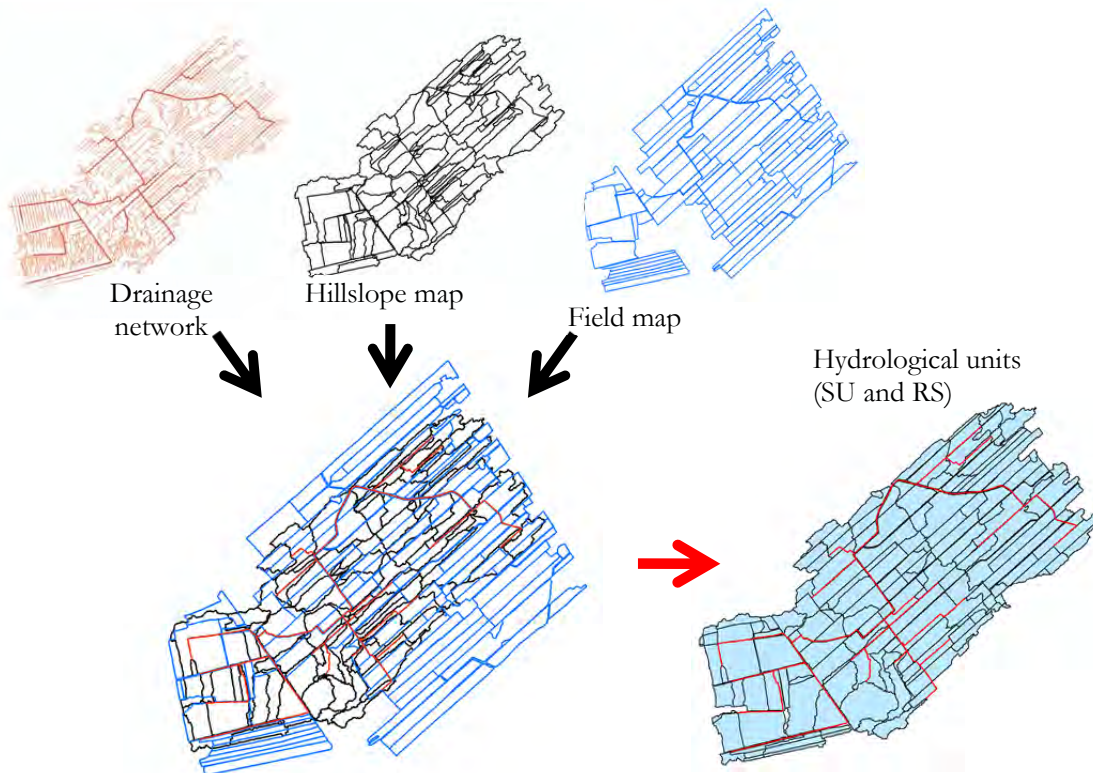 Drainage
network
Hillslope map
Field map
Hydrological units
(SU and RS)